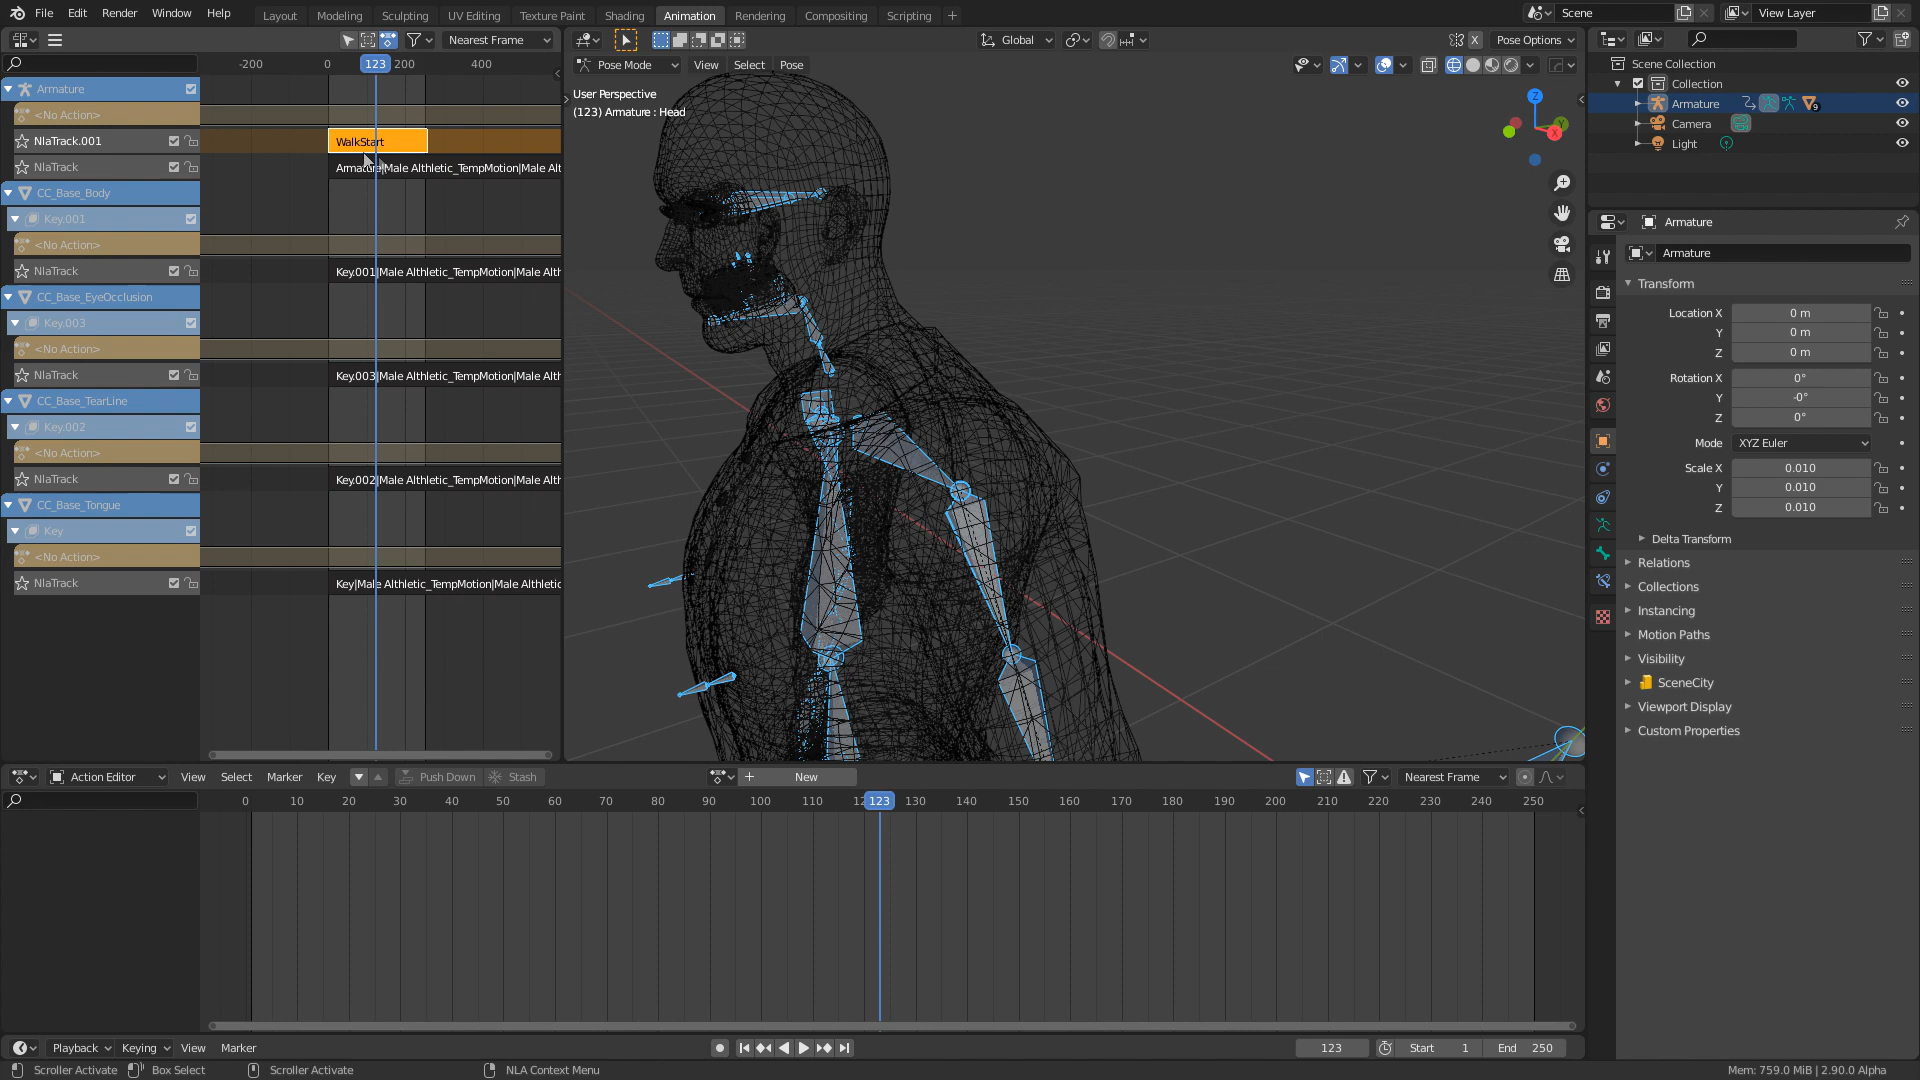 File Edit Render Window Help Layout Modeling Sculpting UV Editing Texture Paint Shading Animation Rendering Compositing Scripting + Scene View Layer
Nearest Frame Global X Pose Options
-200 0 123 200 400
Pose Mode View Select Pose
Scene Collection
Collection
Armature 9
Camera
Light
User Perspective
(123) Armature : Head
Z Y X
Armature
<No Action>
NlaTrack.001 WalkStart
NlaTrack Armature|Male Althletic_TempMotion|Male Alt
CC_Base_Body
Key.001
<No Action>
NlaTrack Key.001|Male Althletic_TempMotion|Male Alth
CC_Base_EyeOcclusion
Key.003
<No Action>
NlaTrack Key.003|Male Althletic_TempMotion|Male Alth
CC_Base_TearLine
Key.002
<No Action>
NlaTrack Key.002|Male Althletic_TempMotion|Male Alth
CC_Base_Tongue
Key
<No Action>
NlaTrack Key|Male Althletic_TempMotion|Male Althletic
Armature
Armature
Transform
Location X 0 m
Y 0 m
Z 0 m
Rotation X 0°
Y -0°
Z 0°
Mode XYZ Euler
Scale X 0.010
Y 0.010
Z 0.010
Delta Transform
Relations
Collections
Instancing
Motion Paths
Visibility
SceneCity
Viewport Display
Custom Properties
Action Editor View Select Marker Key Push Down Stash + New Nearest Frame
0 10 20 30 40 50 60 70 80 90 100 110 12 123 130 140 150 160 170 180 190 200 210 220 230 240 250
Playback Keying View Marker 123 Start 1 End 250
Scroller Activate Box Select Scroller Activate NLA Context Menu Mem: 759.0 MiB | 2.90.0 Alpha